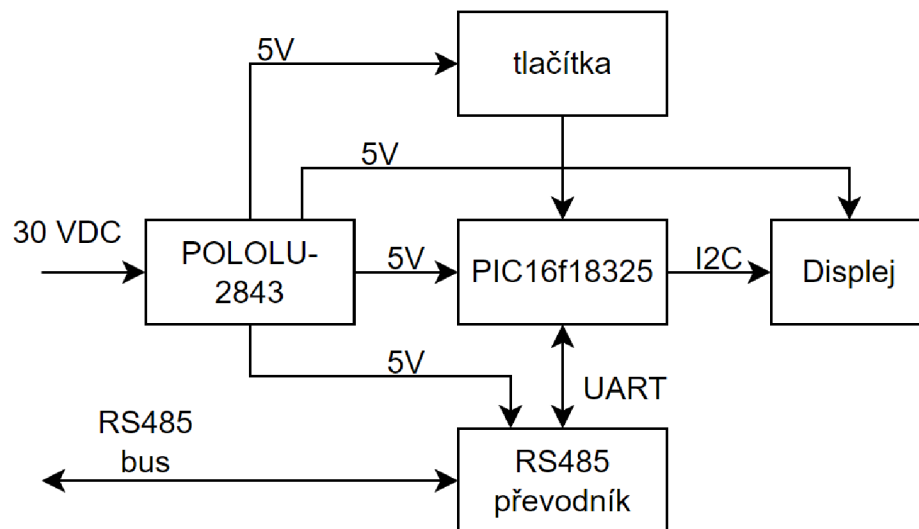 5V
tlačítka
5V
30 VDC
POLOLU-
2843
5V
PIC16f18325
I2C
Displej
5V
UART
RS485
bus
RS485
převodník